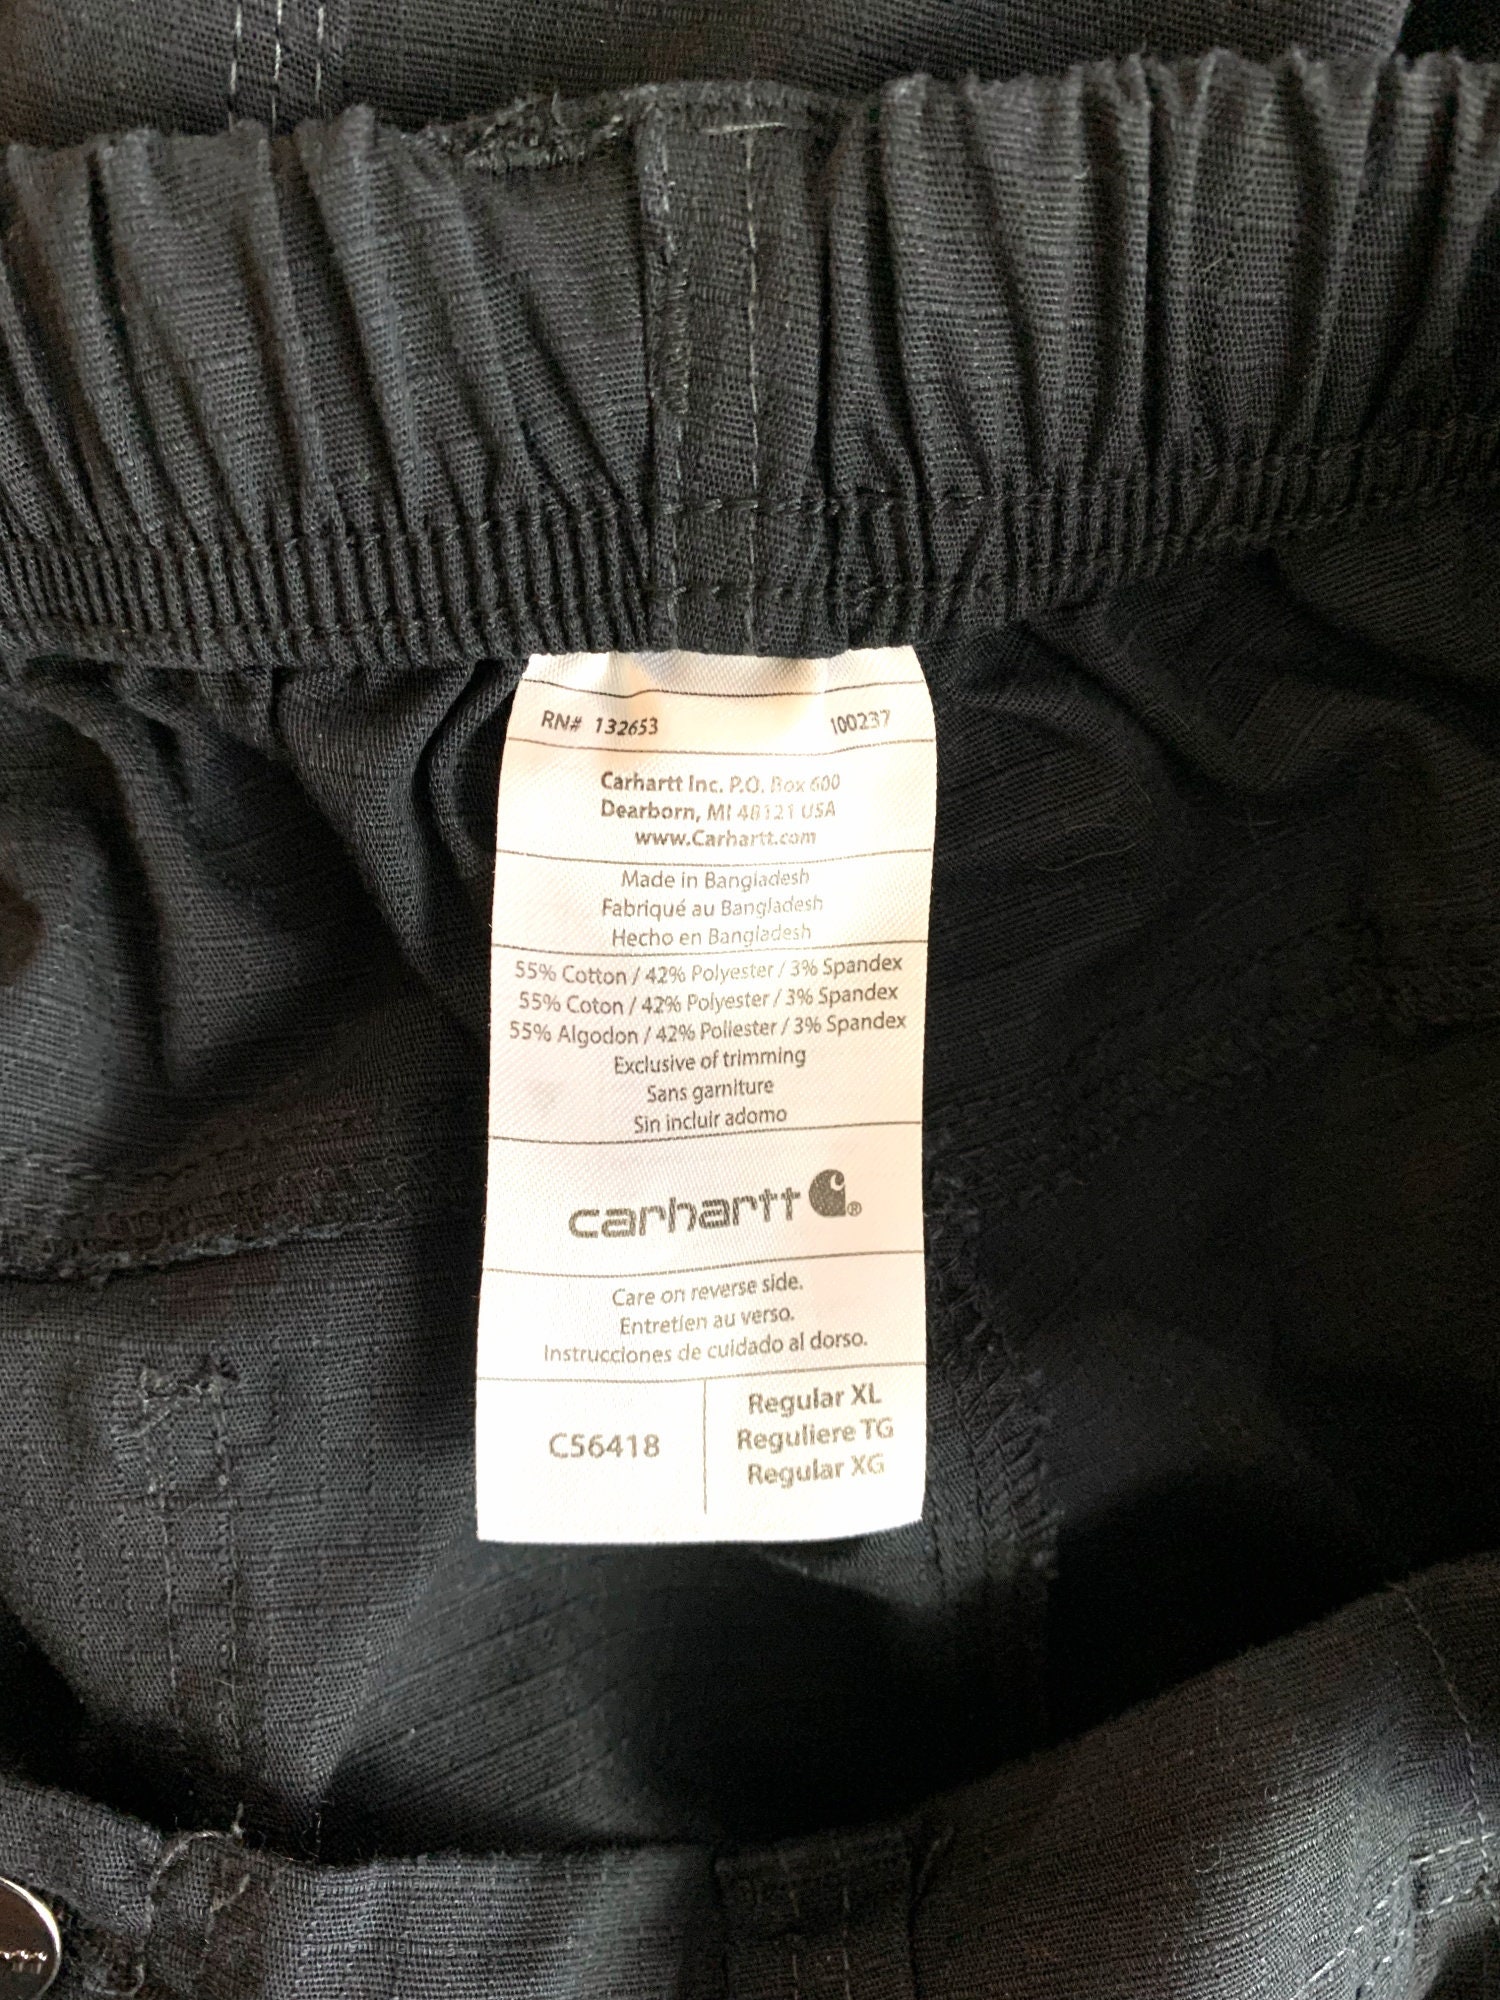 RN# 132653 100237
Carhartt Inc. P.O. Box 600
Dearborn, MI 48121 USA
www.Carhartt.com
Made in Bangladesh
Fabriqué au Bangladesh
Hecho en Bangladesh
55% Cotton / 42% Polyester / 3% Spandex
55% Coton / 42% Polyester / 3% Spandex
55% Algodon / 42% Poliester / 3% Spandex
Exclusive of trimming
Sans garniture
Sin incluir adorno
carhartt ®
Care on reverse side.
Entretien au verso.
Instrucciones de cuidado al dorso.
C56418
Regular XL
Reguliere TG
Regular XG